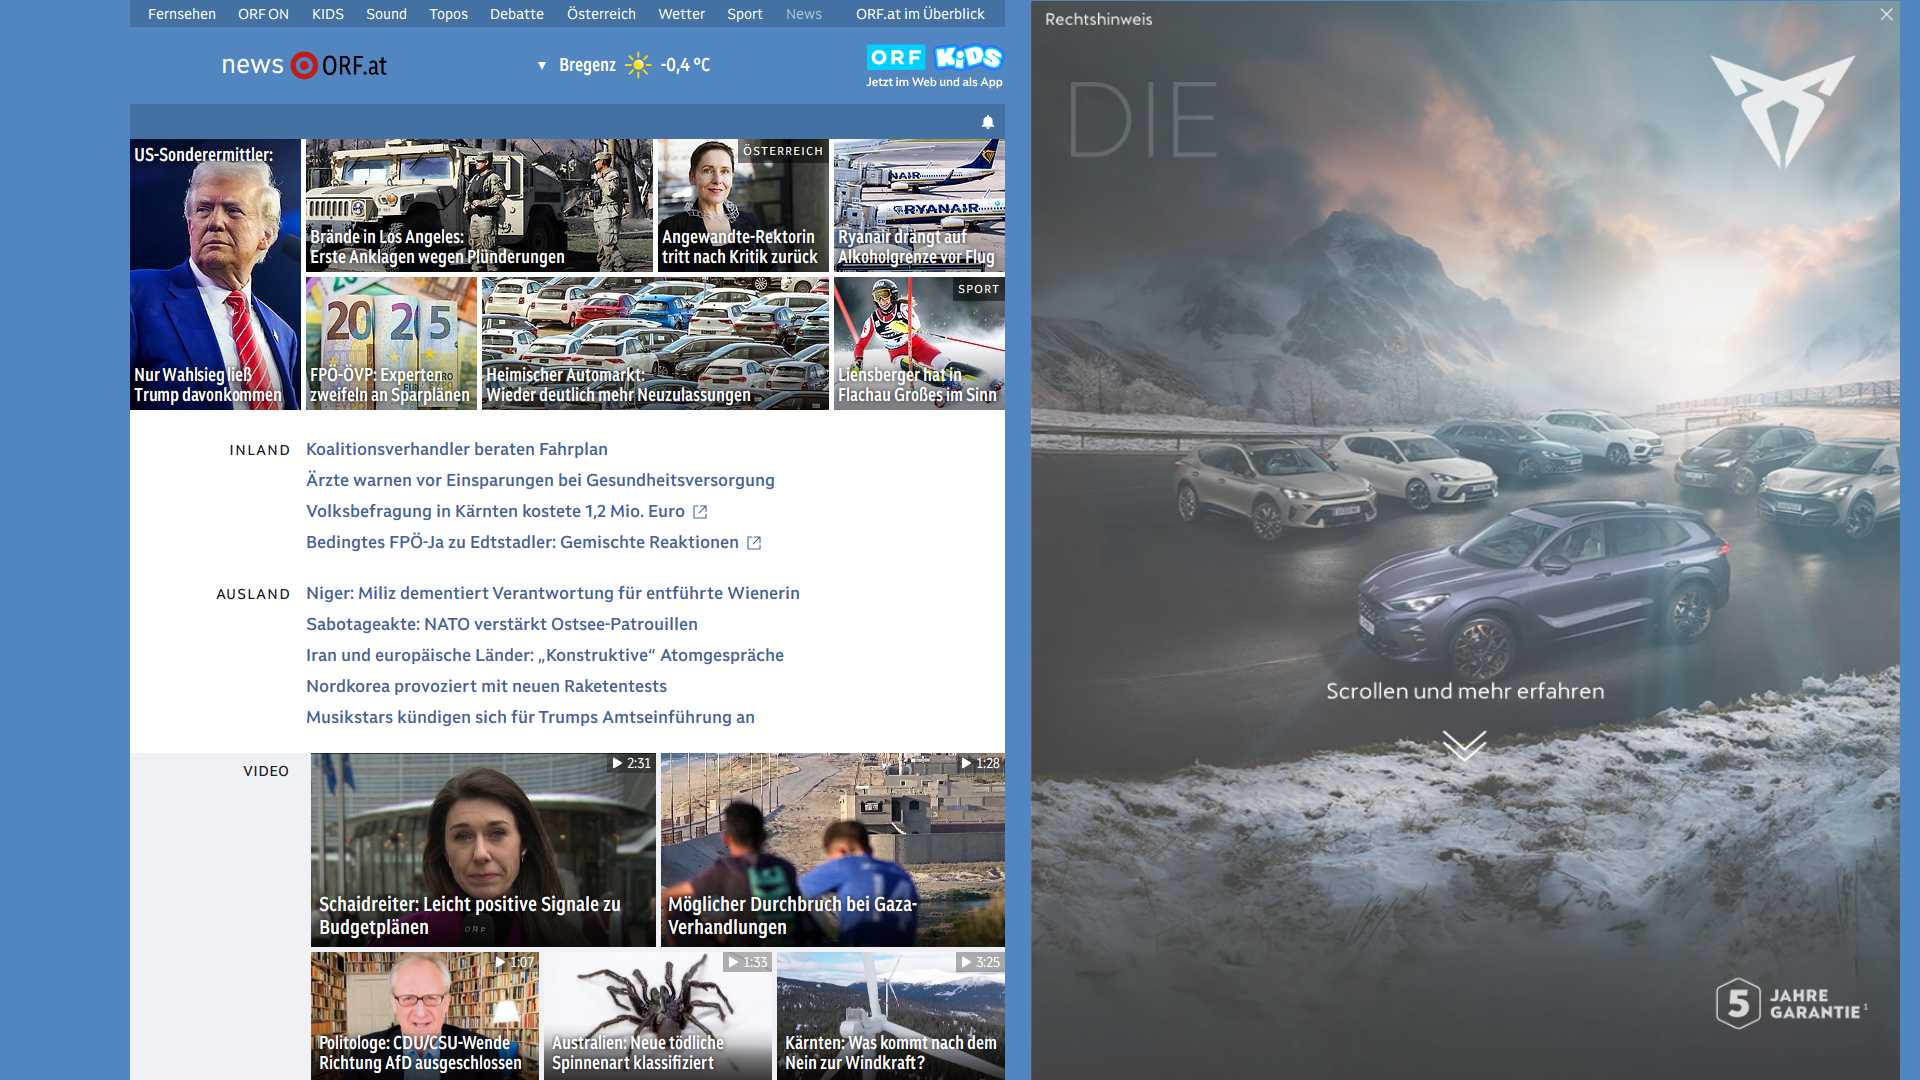 Fernsehen ORF ON KIDS Sound Topos Debatte Österreich Wetter Sport News ORF.at im Überblick
news ORF.at
Bregenz -0,4 °C
ORF KiDS
Jetzt im Web und als App
US-Sonderermittler:
Nur Wahlsieg ließ
Trump davonkommen
Brände in Los Angeles:
Erste Anklagen wegen Plünderungen
ÖSTERREICH
Angewandte-Rektorin
tritt nach Kritik zurück
RYANAIR
Ryanair drängt auf
Alkoholgrenze vor Flug
2025
FPÖ-ÖVP: Experten
zweifeln an Sparplänen
Heimischer Automarkt:
Wieder deutlich mehr Neuzulassungen
SPORT
Liensberger hat in
Flachau Großes im Sinn
INLAND
Koalitionsverhandler beraten Fahrplan
Ärzte warnen vor Einsparungen bei Gesundheitsversorgung
Volksbefragung in Kärnten kostete 1,2 Mio. Euro
Bedingtes FPÖ-Ja zu Edtstadler: Gemischte Reaktionen
AUSLAND
Niger: Miliz dementiert Verantwortung für entführte Wienerin
Sabotageakte: NATO verstärkt Ostsee-Patrouillen
Iran und europäische Länder: „Konstruktive“ Atomgespräche
Nordkorea provoziert mit neuen Raketentests
Musikstars kündigen sich für Trumps Amtseinführung an
VIDEO
2:31
Schaidreiter: Leicht positive Signale zu
Budgetplänen
ORF
1:28
Möglicher Durchbruch bei Gaza-
Verhandlungen
1:07
Politologe: CDU/CSU-Wende
Richtung AfD ausgeschlossen
1:33
Australien: Neue tödliche
Spinnenart klassifiziert
3:25
Kärnten: Was kommt nach dem
Nein zur Windkraft?
Rechtshinweis
DIE
Scrollen und mehr erfahren
5 JAHRE
GARANTIE¹